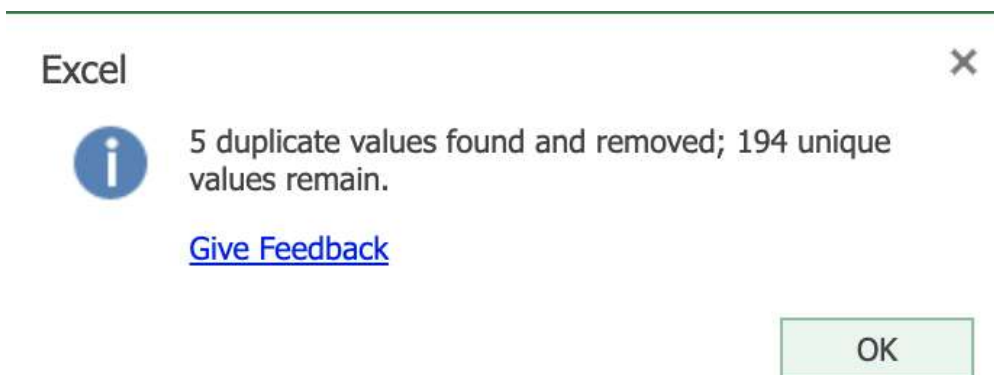 Excel
5 duplicate values found and removed; 194 unique
values remain.
Give Feedback
OK